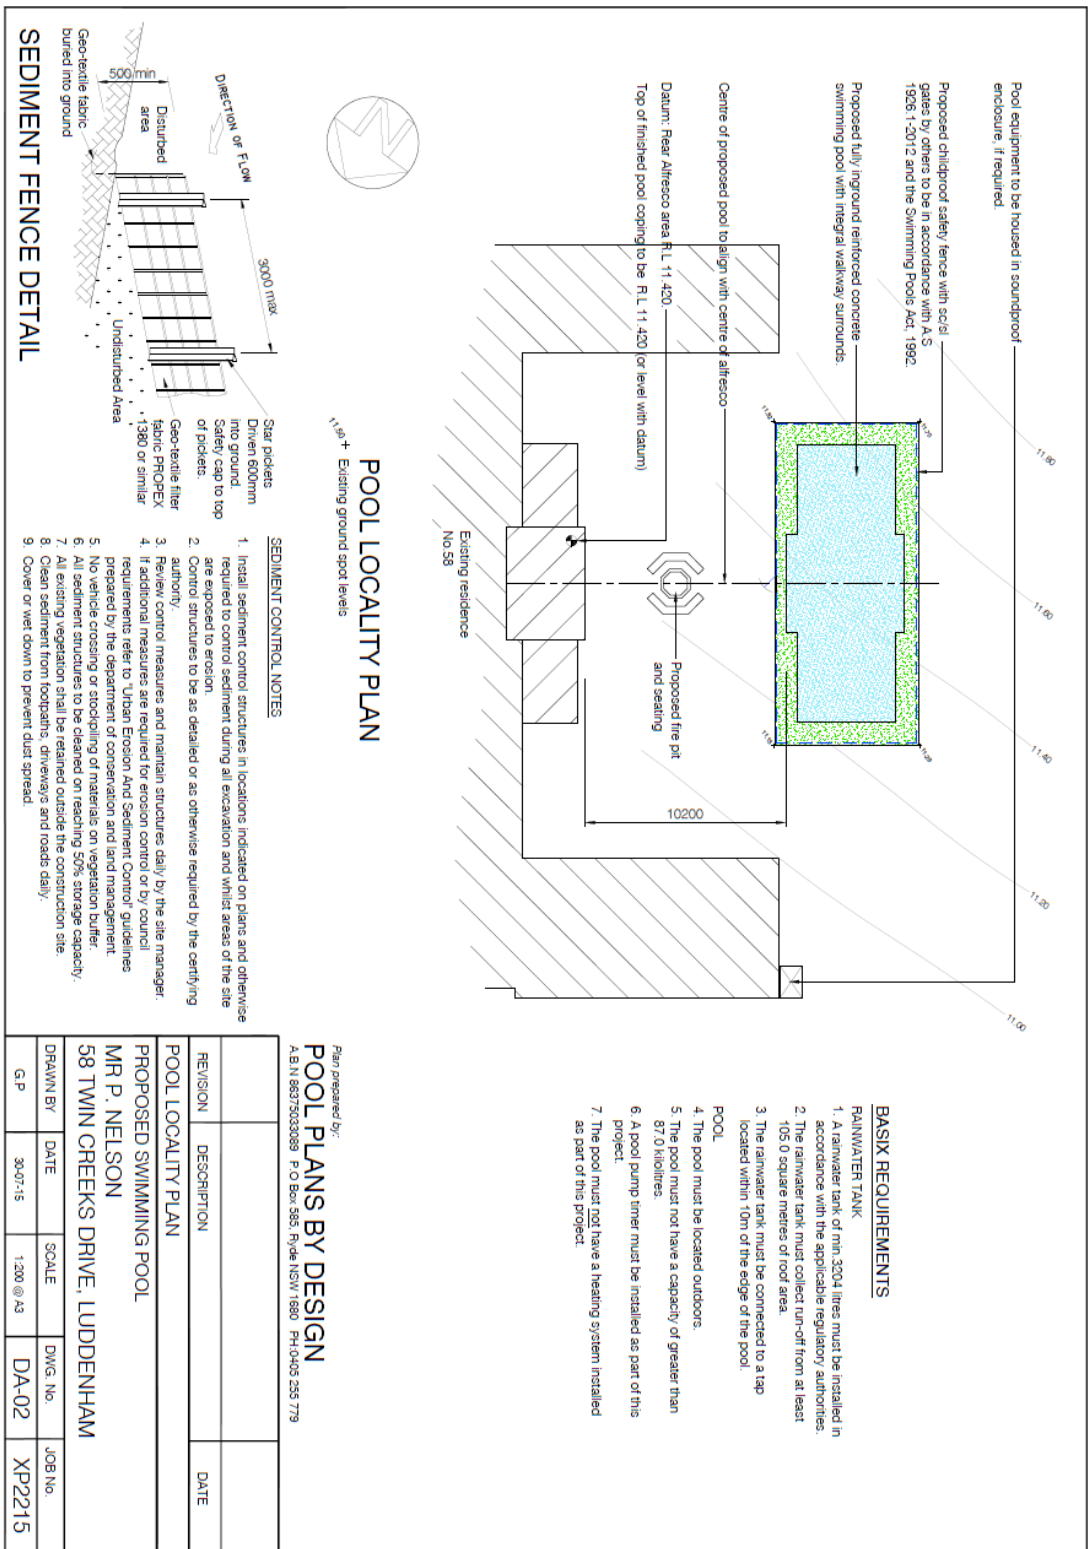 Pool equipment to be housed in soundproof
enclosure, if required.
Proposed childproof safety fence with sc/sl
gates by others to be in accordance with A.S
1926.1-2012 and the Swimming Pools Act, 1992.
Proposed fully inground reinforced concrete
swimming pool with integral walkway surrounds.
Centre of proposed pool to align with centre of alfresco
Datum: Rear Alfresco area R.L 11.420.
Top of finished pool coping to be R.L 11.420 (or level with datum)
11.80
11.60
11.40
11.20
11.00
11.70
11.50
11.29
Proposed fire pit
and seating
10200
Existing residence
No.58
POOL LOCALITY PLAN
11.50 + Existing ground spot levels
DIRECTION OF FLOW
500 min
Disturbed
area
Geo-textile fabric
buried into ground
3000 max
Undisturbed Area
Star pickets
Driven 600mm
into ground.
Safety cap to top
of pickets.
Geo-textile filter
fabric PROPEX
1380 or similar
SEDIMENT FENCE DETAIL
SEDIMENT CONTROL NOTES
1. Install sediment control structures in locations indicated on plans and otherwise
required to control sediment during all excavation and whilst areas of the site
are exposed to erosion.
2. Control structures to be as detailed or as otherwise required by the certifying
authority.
3. Review control measures and maintain structures daily by the site manager.
4. If additional measures are required for erosion control or by council
requirements refer to "Urban Erosion And Sediment Control" guidelines
prepared by the department of conservation and land management.
5. No vehicle crossing or stockpiling of materials on vegetation buffer.
6. All sediment structures to be cleaned on reaching 50% storage capacity.
7. All existing vegetation shall be retained outside the construction site.
8. Clean sediment from footpaths, driveways and roads daily.
9. Cover or wet down to prevent dust spread.
BASIX REQUIREMENTS
RAINWATER TANK
1. A rainwater tank of min.3204 litres must be installed in
accordance with the applicable regulatory authorities.
2. The rainwater tank must collect run-off from at least
105.0 square metres of roof area.
3. The rainwater tank must be connected to a tap
located within 10m of the edge of the pool.
POOL
4. The pool must be located outdoors.
5. The pool must not have a capacity of greater than
87.0 kilolitres.
6. A pool pump timer must be installed as part of this
project.
7. The pool must not have a heating system installed
as part of this project.
Plan prepared by:
POOL PLANS BY DESIGN
A.B.N 86375033089 P.O Box 585, Ryde NSW 1680 PH:0405 255 779
REVISION DESCRIPTION DATE
POOL LOCALITY PLAN
PROPOSED SWIMMING POOL
MR P. NELSON
58 TWIN CREEKS DRIVE, LUDDENHAM
DRAWN BY DATE SCALE DWG. No. JOB No.
G.P 30-07-15 1:200 @ A3 DA-02 XP2215